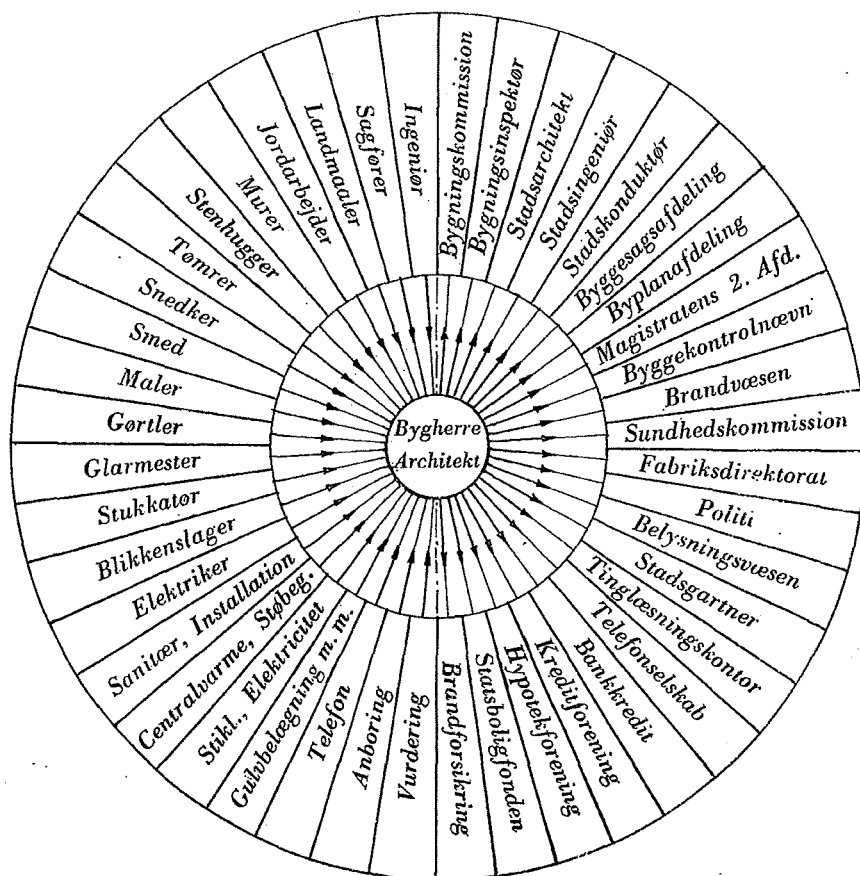 Bygherre
Architekt
Bygningskommission
Bygningsinspektør
Stadsarchitekt
Stadsingeniør
Stadskonduktør
Byggesagsafdeling
Byplanafdeling
Magistratens 2. Afd.
Byggekontrolnævn
Brandvæsen
Sundhedskommission
Fabriksdirektorat
Politi
Belysningsvæsen
Stadsgartner
Tinglæsningskontor
Telefonselskab
Bankkredit
Kreditforening
Hypotekforening
Statsboligfonden
Brandforsikring
Vurdering
Anboring
Telefon
Gulvbelægning m. m.
Stikl., Elektricitet
Centralvarme, Støbeg.
Sanitær, Installation
Elektriker
Blikkenslager
Stukkatør
Glarmester
Gørtler
Maler
Smed
Snedker
Tømrer
Stenhugger
Murer
Jordarbejder
Landmaaler
Sagfører
Ingeniør